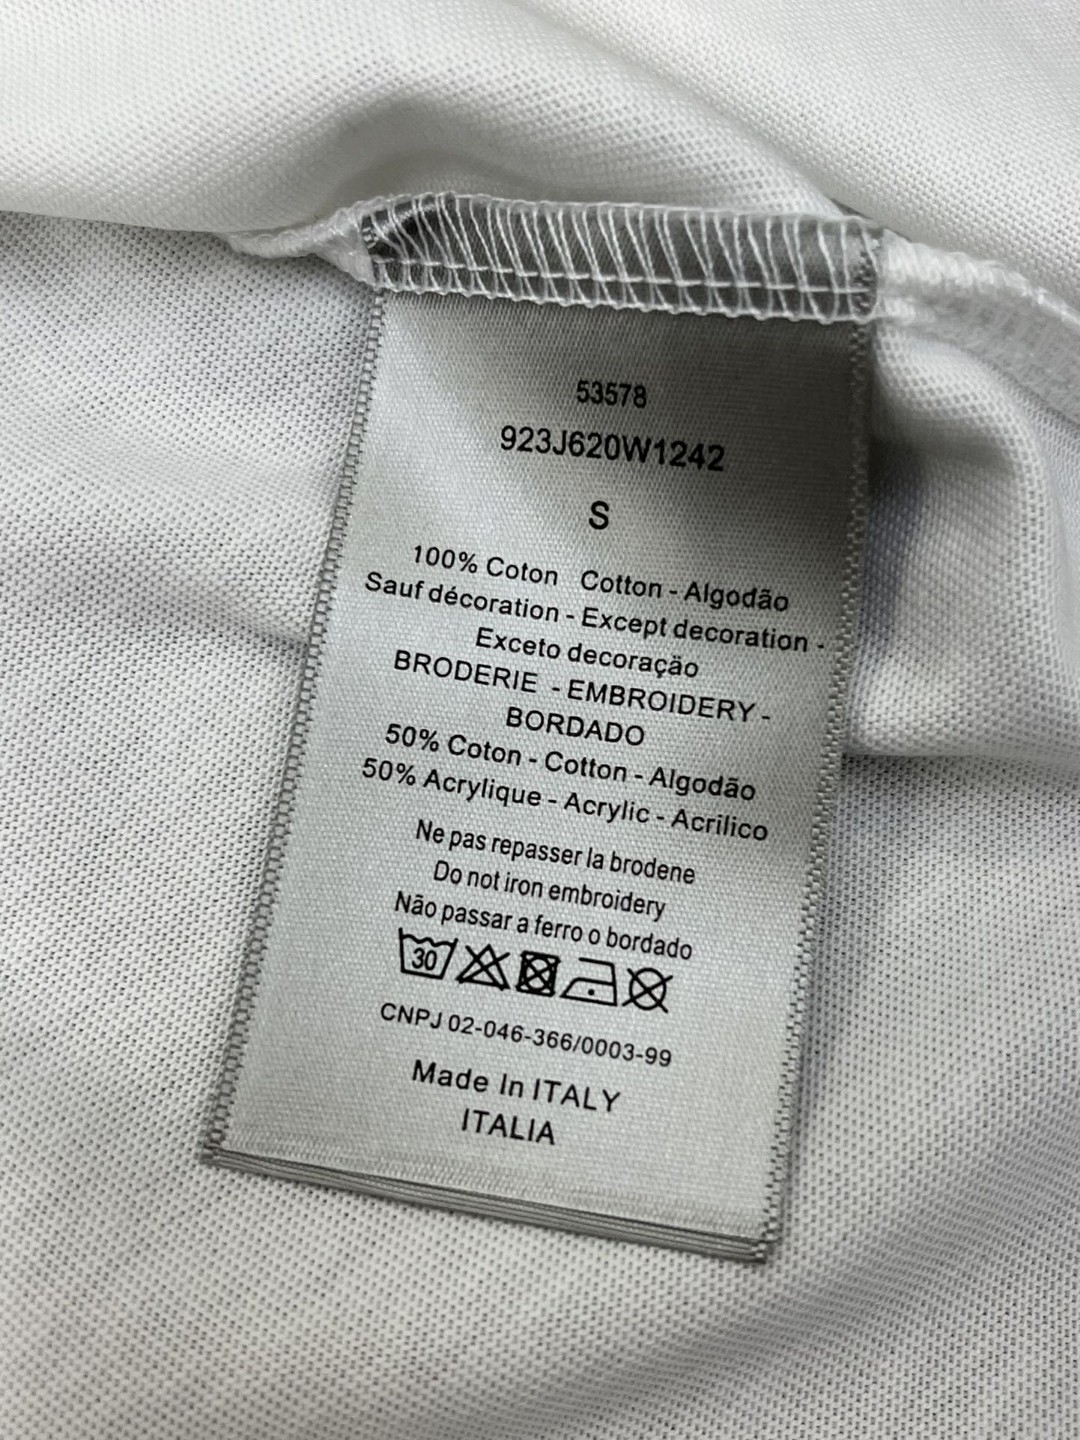 53578
923J620W1242
S
100% Coton Cotton - Algodão
Sauf décoration - Except decoration -
Exceto decoração
BRODERIE - EMBROIDERY -
BORDADO
50% Coton - Cotton - Algodão
50% Acrylique - Acrylic - Acrilico
Ne pas repasser la brodene
Do not iron embroidery
Não passar a ferro o bordado
30
CNPJ 02-046-366/0003-99
Made In ITALY
ITALIA